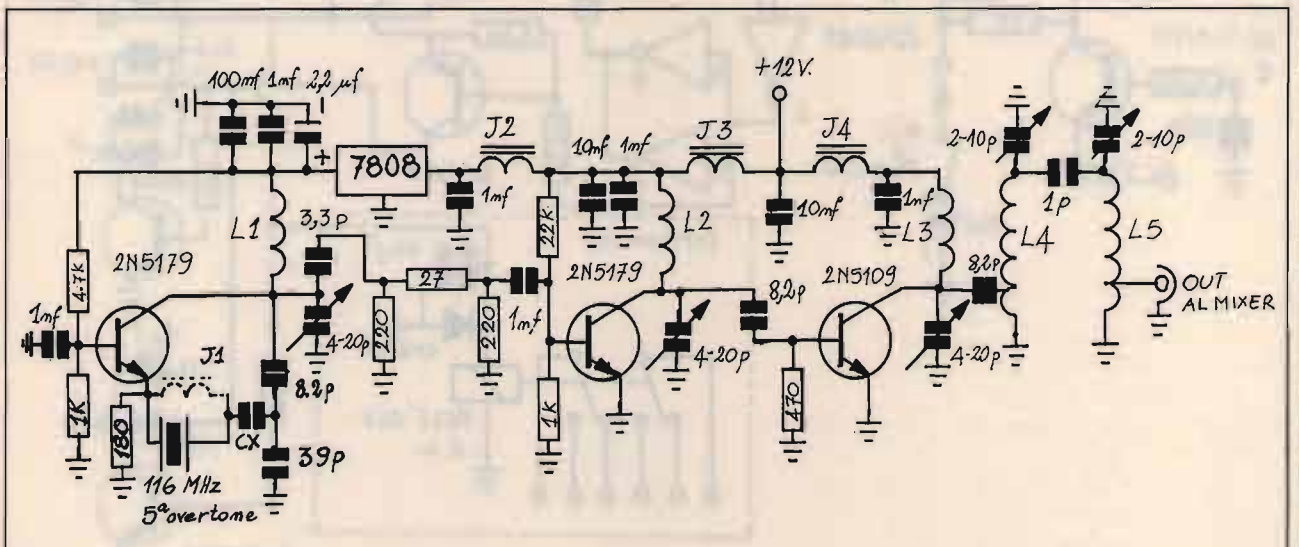 100nf 1nf 2,2 µf
+12V.
J2
J3
J4
2-10p
2-10p
7808
+
10nf 1nf
1nf
10nf
1nf
1p
L1
3,3p
22K
L2
L3
L4
L5
4.7K
2N5179
27
2N5179
8,2p
2N5109
8,2p
OUT
AL MIXER
1nf
4-20p
220
220
1nf
4-20p
4-20p
J1
8.2p
1K
180
CX
39p
1K
470
116 MHz
5ª overtone